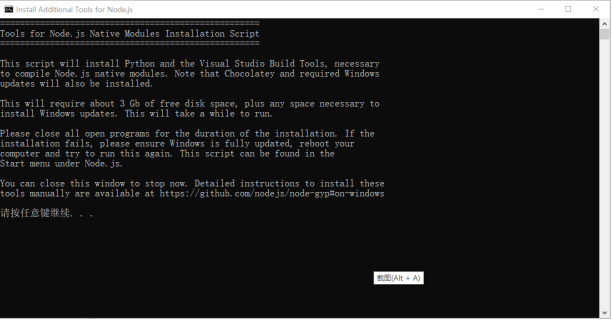 Install Additional Tools for Node.js
====================================================
Tools for Node.js Native Modules Installation Script
====================================================
This script will install Python and the Visual Studio Build Tools, necessary
to compile Node.js native modules. Note that Chocolatey and required Windows
updates will also be installed.
This will require about 3 Gb of free disk space, plus any space necessary to
install Windows updates. This will take a while to run.
Please close all open programs for the duration of the installation. If the
installation fails, please ensure Windows is fully updated, reboot your
computer and try to run this again. This script can be found in the
Start menu under Node.js.
You can close this window to stop now. Detailed instructions to install these
tools manually are available at https://github.com/nodejs/node-gyp#on-windows
请按任意键继续. . .
截图(Alt + A)